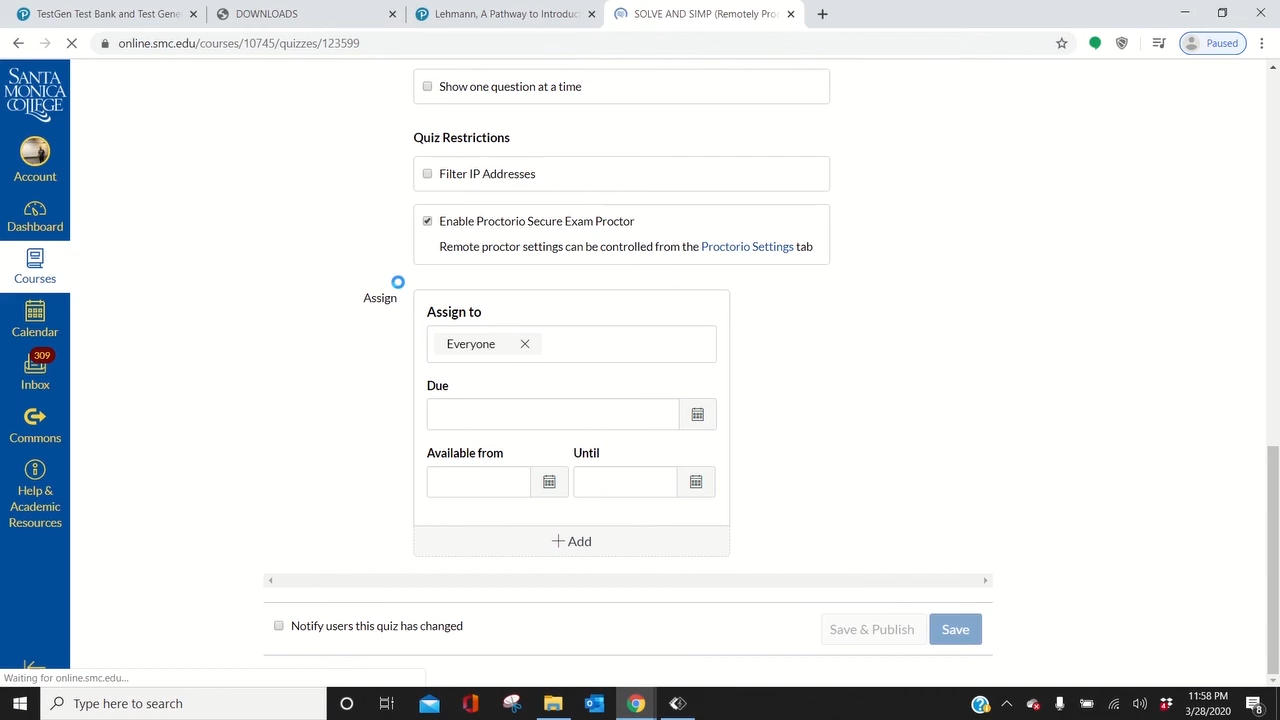 TestGen Test Bank and Test Gene
DOWNLOADS
Lehmann, A Pathway to Introduct
SOLVE AND SIMP (Remotely Proc
online.smc.edu/courses/10745/quizzes/123599
Paused
SANTA
MONICA
COLLEGE
Account
Dashboard
Courses
Calendar
309
Inbox
Commons
Help &
Academic
Resources
Show one question at a time
Quiz Restrictions
Filter IP Addresses
Enable Proctorio Secure Exam Proctor
Remote proctor settings can be controlled from the Proctorio Settings tab
Assign
Assign to
Everyone
Due
Available from
Until
Add
Notify users this quiz has changed
Save & Publish
Save
Waiting for online.smc.edu...
Type here to search
11:58 PM
3/28/2020
8